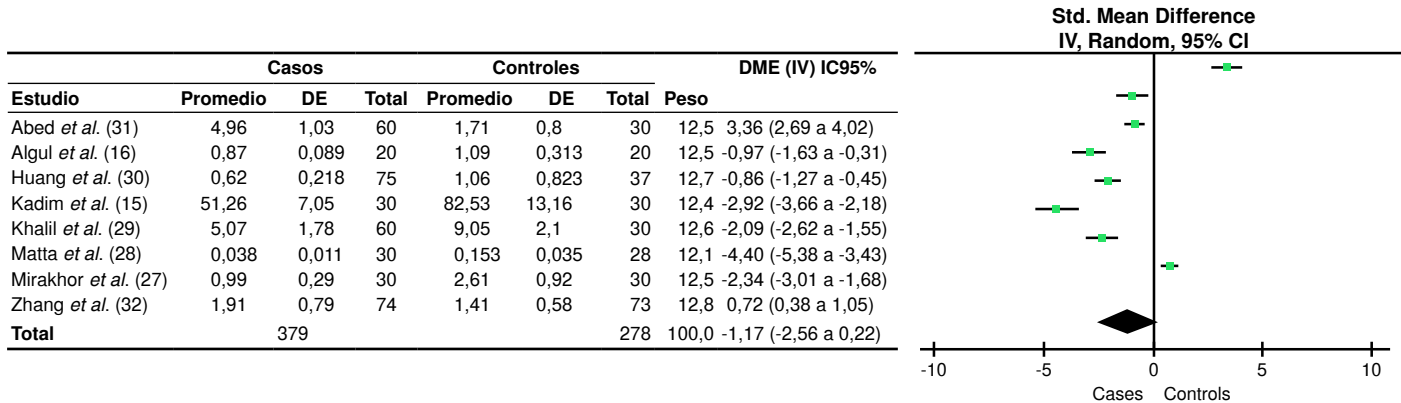 Std. Mean Difference
IV, Random, 95% CI
Casos Controles DME (IV) IC95%
Estudio Promedio DE Total Promedio DE Total Peso
Abed et al. (31) 4,96 1,03 60 1,71 0,8 30 12,5 3,36 (2,69 a 4,02)
Algul et al. (16) 0,87 0,089 20 1,09 0,313 20 12,5 -0,97 (-1,63 a -0,31)
Huang et al. (30) 0,62 0,218 75 1,06 0,823 37 12,7 -0,86 (-1,27 a -0,45)
Kadim et al. (15) 51,26 7,05 30 82,53 13,16 30 12,4 -2,92 (-3,66 a -2,18)
Khalil et al. (29) 5,07 1,78 60 9,05 2,1 30 12,6 -2,09 (-2,62 a -1,55)
Matta et al. (28) 0,038 0,011 30 0,153 0,035 28 12,1 -4,40 (-5,38 a -3,43)
Mirakhor et al. (27) 0,99 0,29 30 2,61 0,92 30 12,5 -2,34 (-3,01 a -1,68)
Zhang et al. (32) 1,91 0,79 74 1,41 0,58 73 12,8 0,72 (0,38 a 1,05)
Total 379 278 100,0 -1,17 (-2,56 a 0,22)
-10 -5 0 5 10
Cases Controls